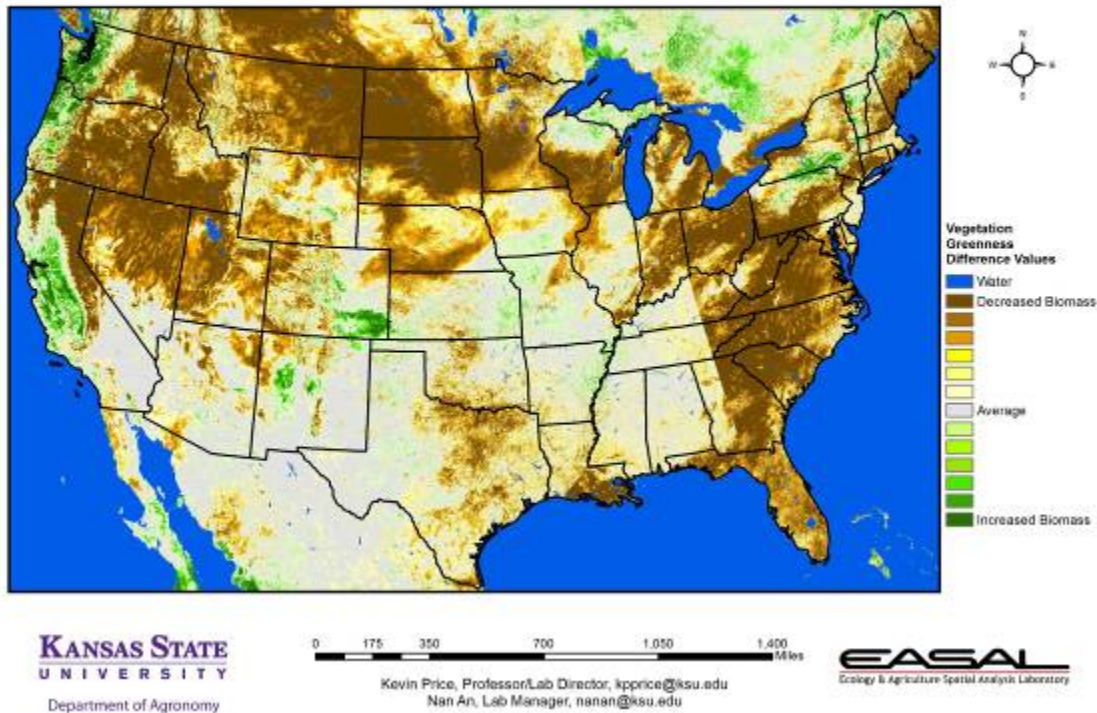 N
W
E
S
Vegetation
Greenness
Difference Values
Water
Decreased Biomass
Average
Increased Biomass
KANSAS STATE
UNIVERSITY
Department of Agronomy
0 175 350 700 1,050 1,400
Miles
Kevin Price, Professor/Lab Director, kpprice@ksu.edu
Nan An, Lab Manager, nanan@ksu.edu
EASAL
Ecology & Agriculture Spatial Analysis Laboratory